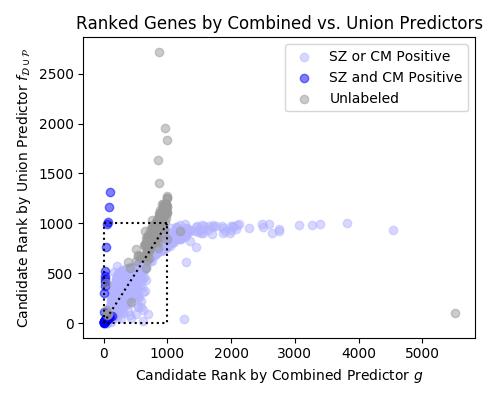 Ranked Genes by Combined vs. Union Predictors
SZ or CM Positive
SZ and CM Positive
Unlabeled
Candidate Rank by Union Predictor f_{𝒟∪𝒫}
2500
2000
1500
1000
500
0
0 1000 2000 3000 4000 5000
Candidate Rank by Combined Predictor g